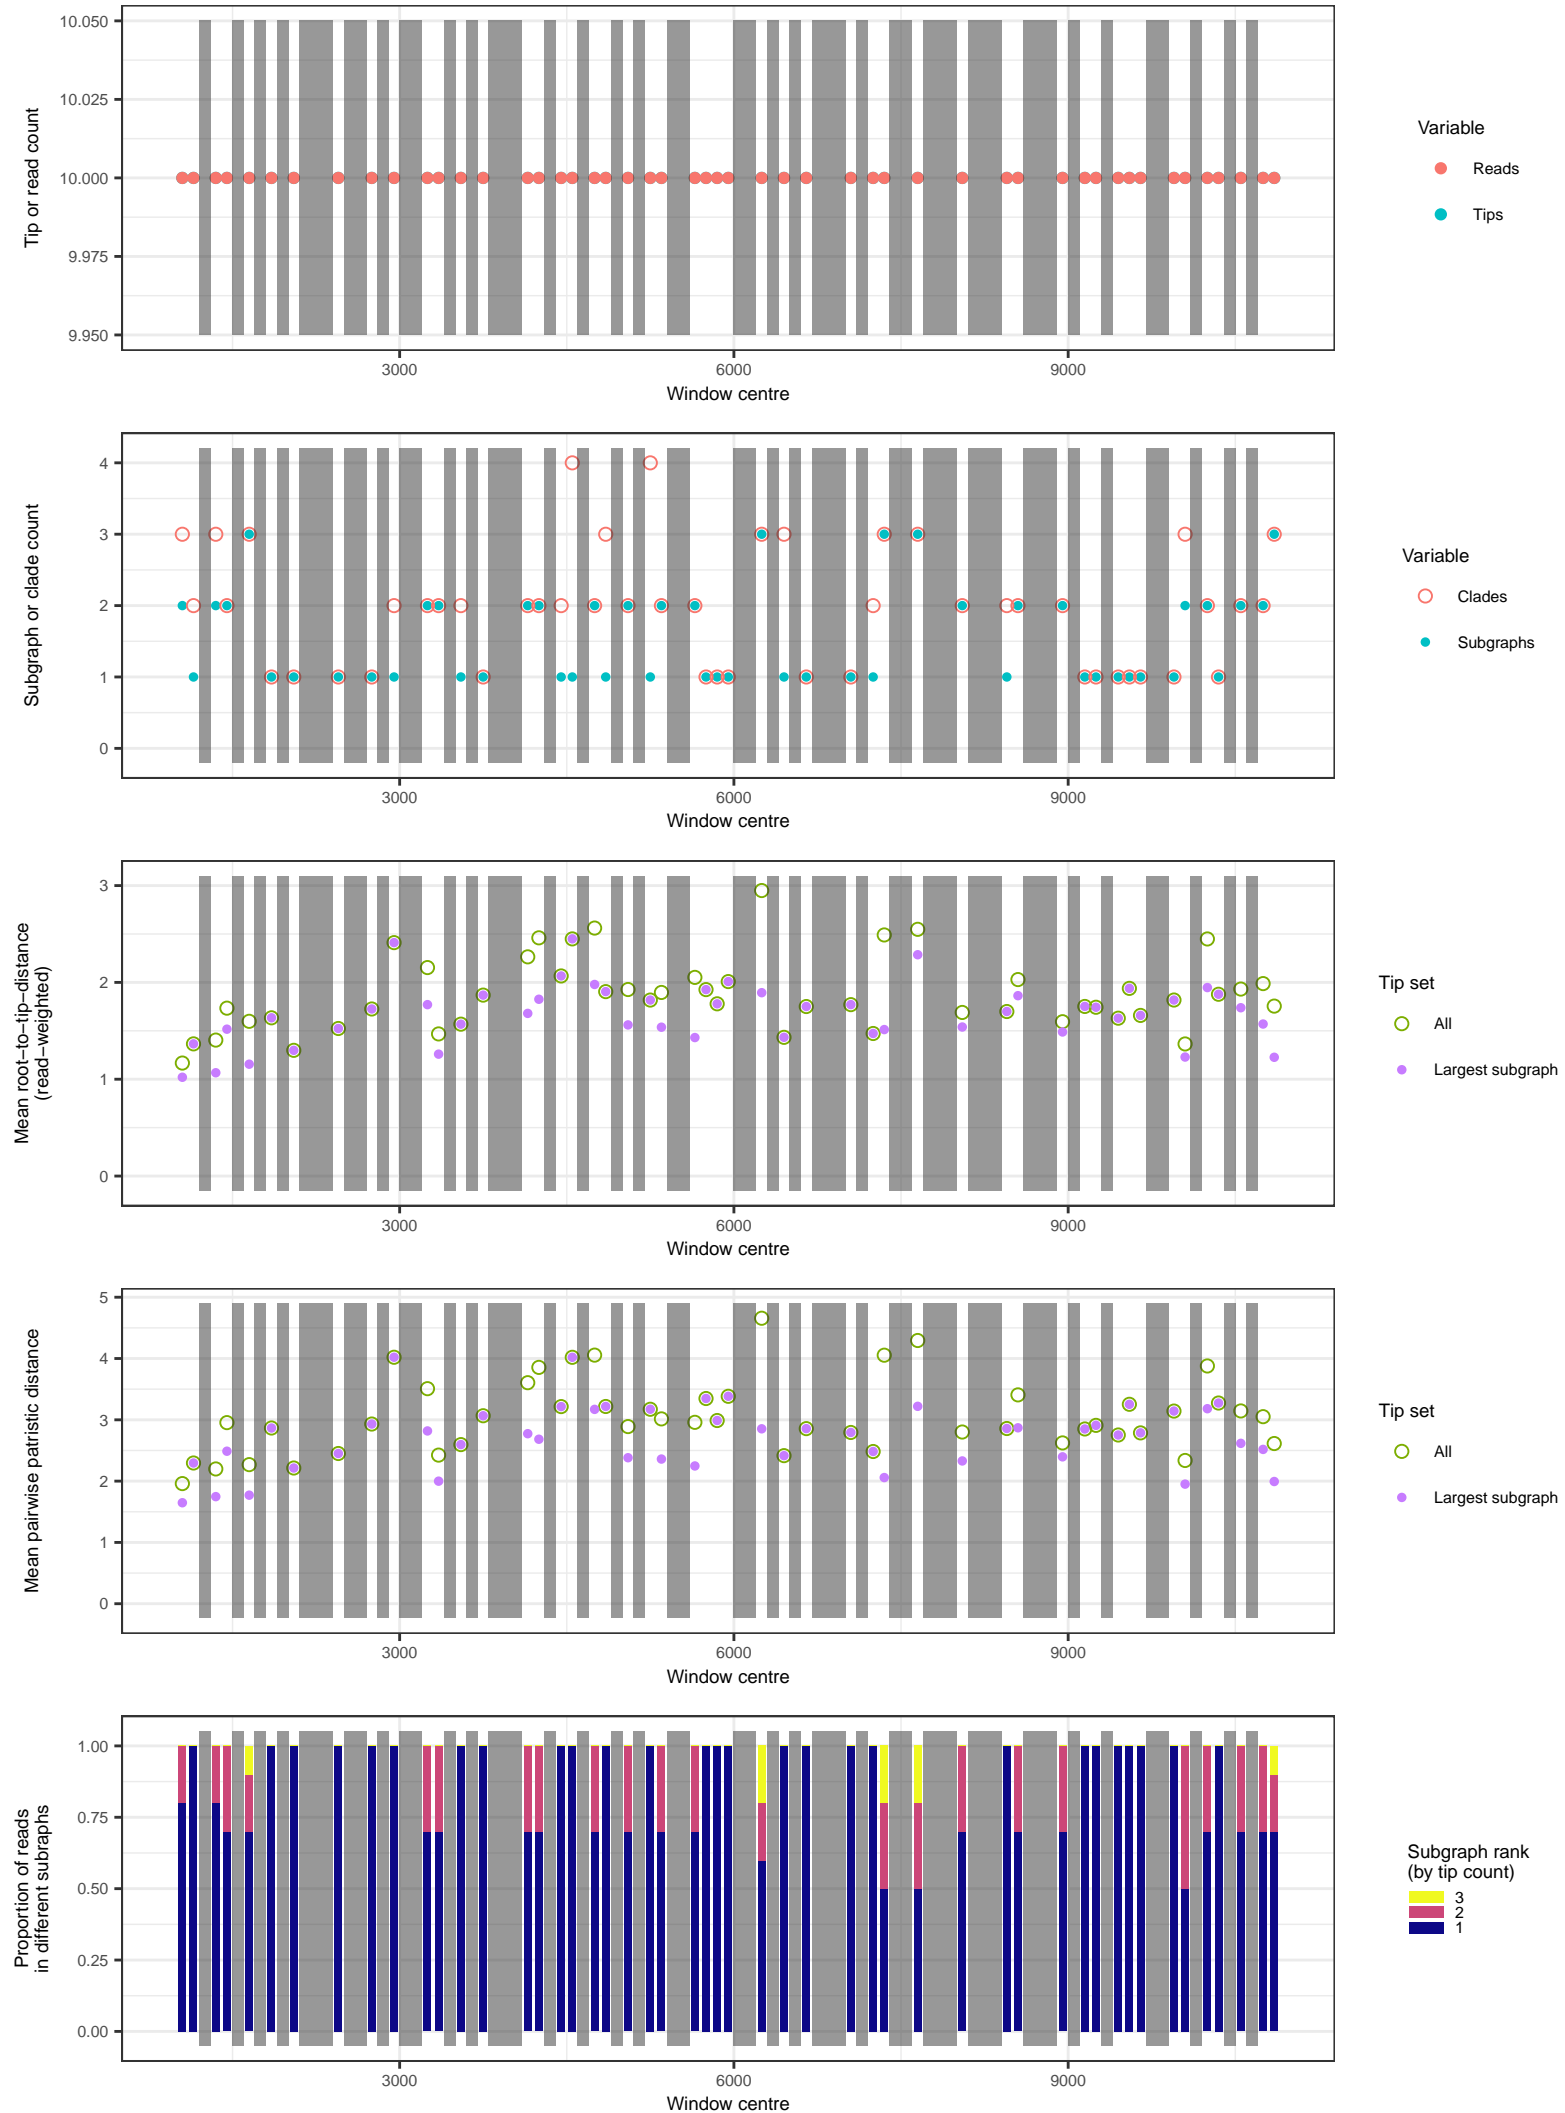 10.050
10.025
10.000
9.975
9.950
Tip or read count
3000
6000
9000
Window centre
Variable
Reads
Tips
4
3
2
1
0
Subgraph or clade count
3000
6000
9000
Window centre
Variable
Clades
Subgraphs
3
2
1
0
Mean root−to−tip−distance
(read−weighted)
3000
6000
9000
Window centre
Tip set
All
Largest subgraph
5
4
3
2
1
0
Mean pairwise patristic distance
3000
6000
9000
Window centre
Tip set
All
Largest subgraph
1.00
0.75
0.50
0.25
0.00
Proportion of reads
in different subraphs
3000
6000
9000
Window centre
Subgraph rank
(by tip count)
3
2
1